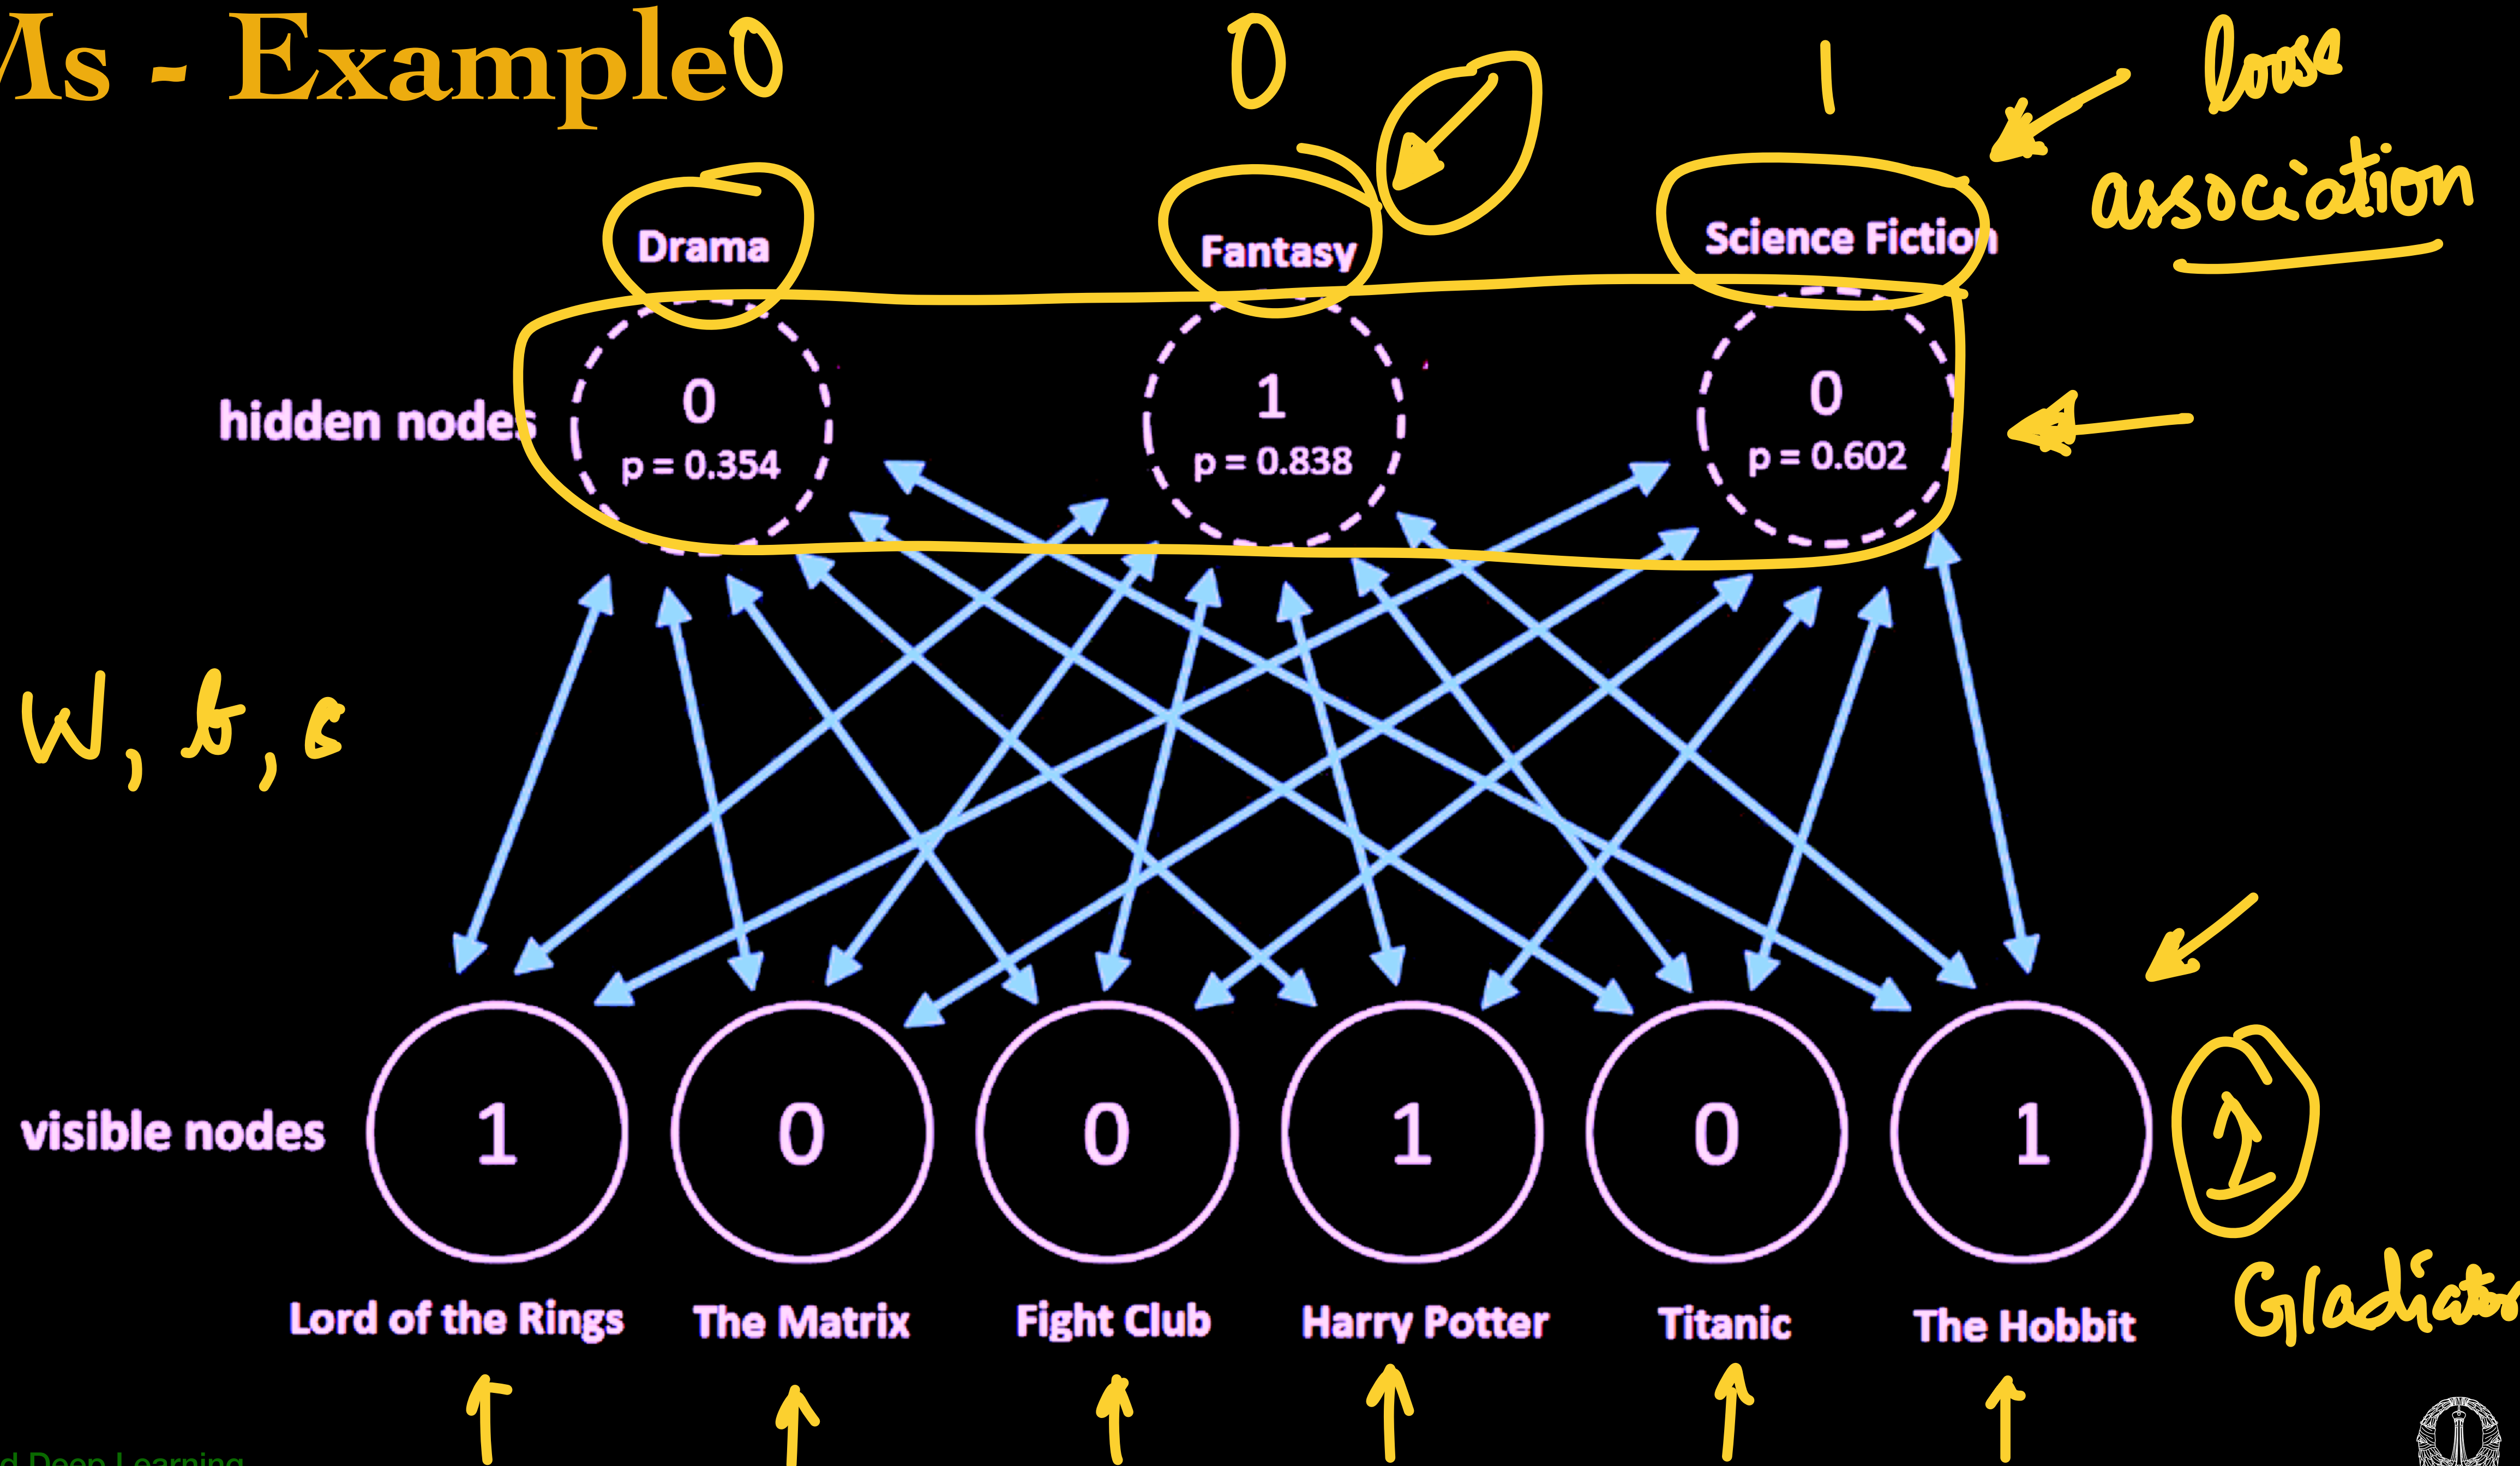 Ms - Example
0
0
1
loose
association
Drama
Fantasy
Science Fiction
hidden nodes
0
p = 0.354
1
p = 0.838
0
p = 0.602
W, b, c
visible nodes
1
0
0
1
0
1
1
Lord of the Rings
The Matrix
Fight Club
Harry Potter
Titanic
The Hobbit
Gladiator
d Deep Learning